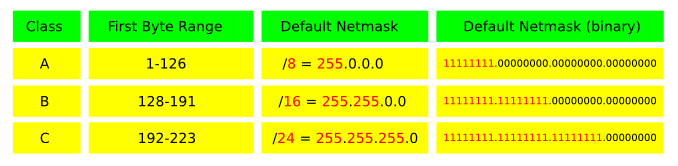 Class First Byte Range Default Netmask Default Netmask (binary)
A 1-126 /8 = 255.0.0.0 11111111.00000000.00000000.00000000
B 128-191 /16 = 255.255.0.0 11111111.11111111.00000000.00000000
C 192-223 /24 = 255.255.255.0 11111111.11111111.11111111.00000000